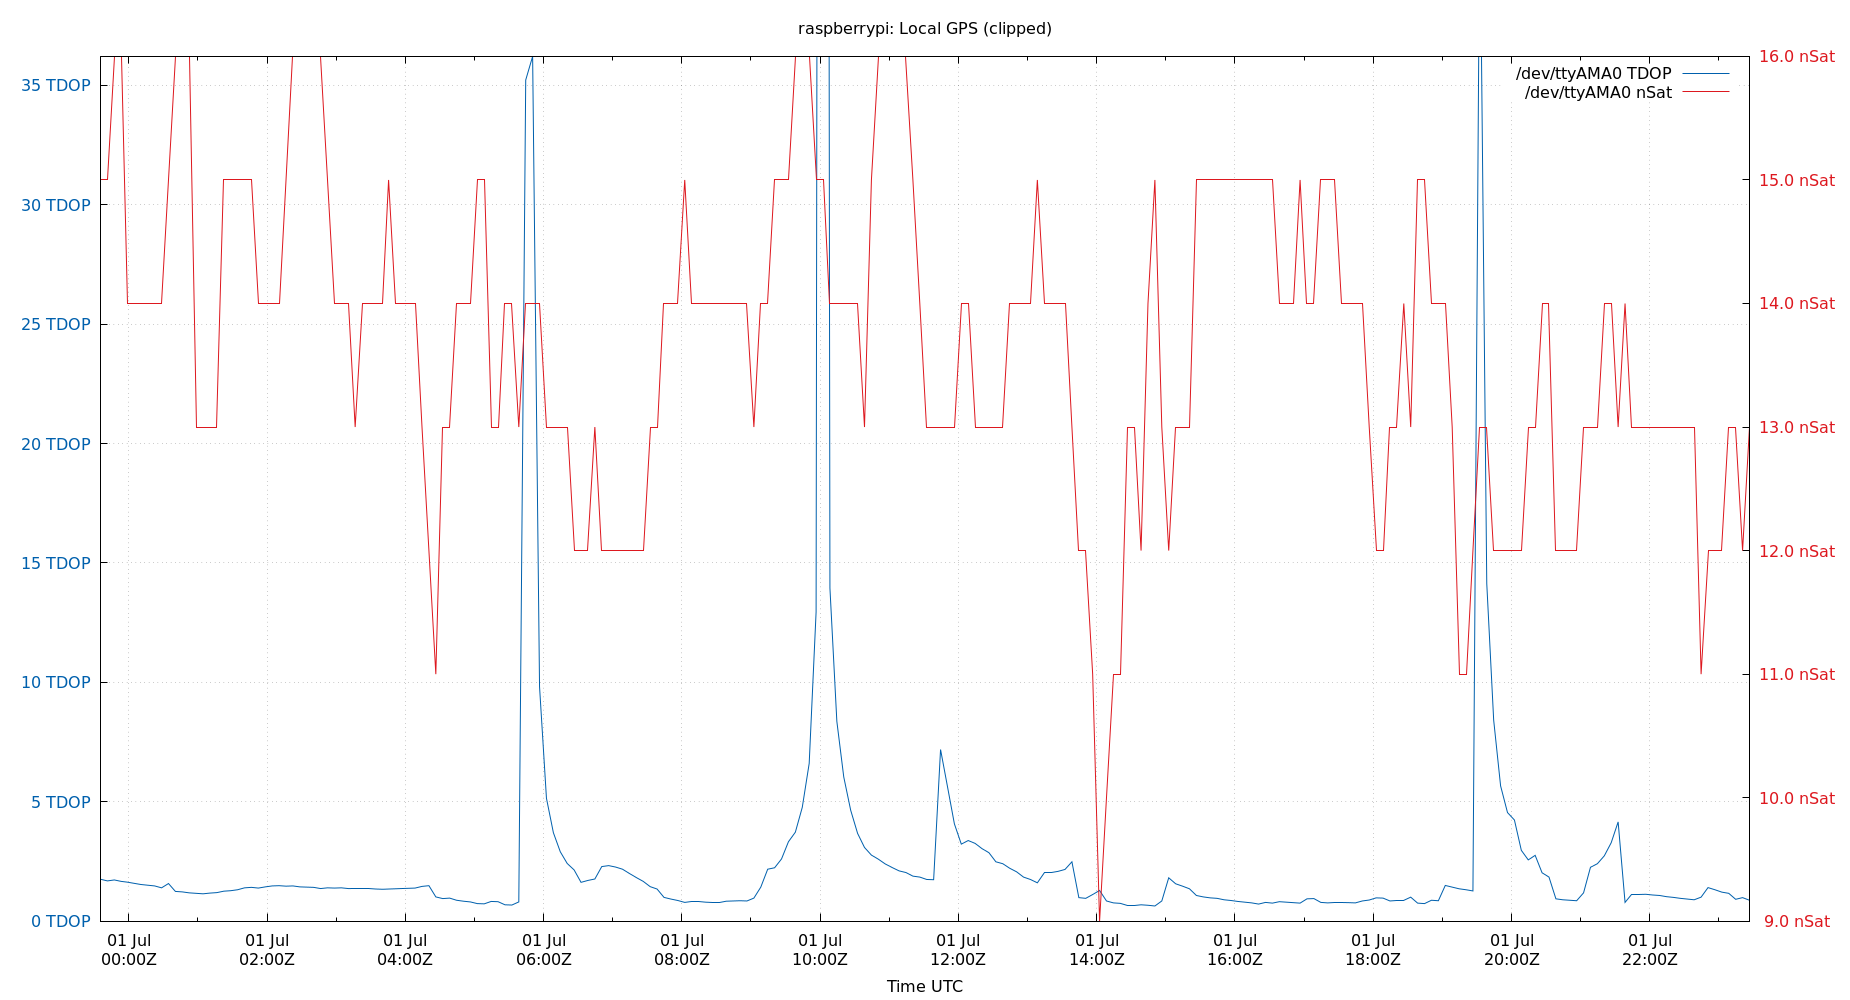 raspberrypi: Local GPS (clipped)
/dev/ttyAMA0 TDOP
/dev/ttyAMA0 nSat
35 TDOP
30 TDOP
25 TDOP
20 TDOP
15 TDOP
10 TDOP
5 TDOP
0 TDOP
16.0 nSat
15.0 nSat
14.0 nSat
13.0 nSat
12.0 nSat
11.0 nSat
10.0 nSat
9.0 nSat
01 Jul 01 Jul 01 Jul 01 Jul 01 Jul 01 Jul 01 Jul 01 Jul 01 Jul 01 Jul 01 Jul 01 Jul
00:00Z 02:00Z 04:00Z 06:00Z 08:00Z 10:00Z 12:00Z 14:00Z 16:00Z 18:00Z 20:00Z 22:00Z
Time UTC